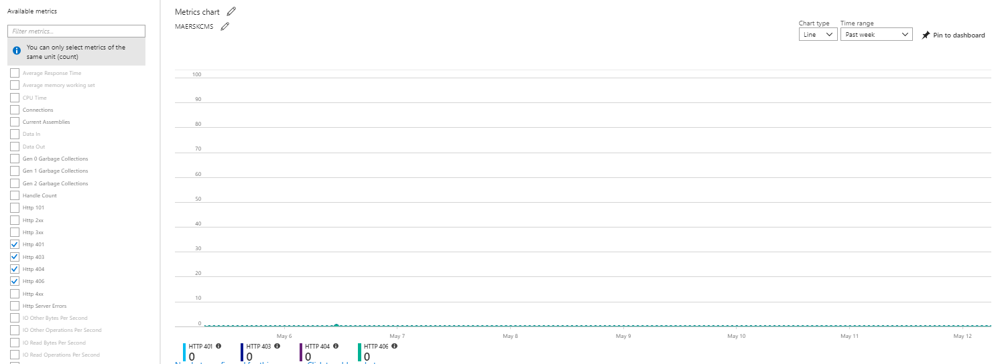 Available metrics
Filter metrics...
You can only select metrics of the
same unit (count)
Average Response Time
Average memory working set
CPU Time
Connections
Current Assemblies
Data In
Data Out
Gen 0 Garbage Collections
Gen 1 Garbage Collections
Gen 2 Garbage Collections
Handle Count
Http 101
Http 2xx
Http 3xx
Http 401
Http 403
Http 404
Http 406
Http 4xx
Http Server Errors
IO Other Bytes Per Second
IO Other Operations Per Second
IO Read Bytes Per Second
IO Read Operations Per Second
Metrics chart
MAERSKCMS
Chart type Time range
Line Past week Pin to dashboard
100
90
80
70
60
50
40
30
20
10
0
May 6 May 7 May 8 May 9 May 10 May 11 May 12
HTTP 401 HTTP 403 HTTP 404 HTTP 406
0 0 0 0